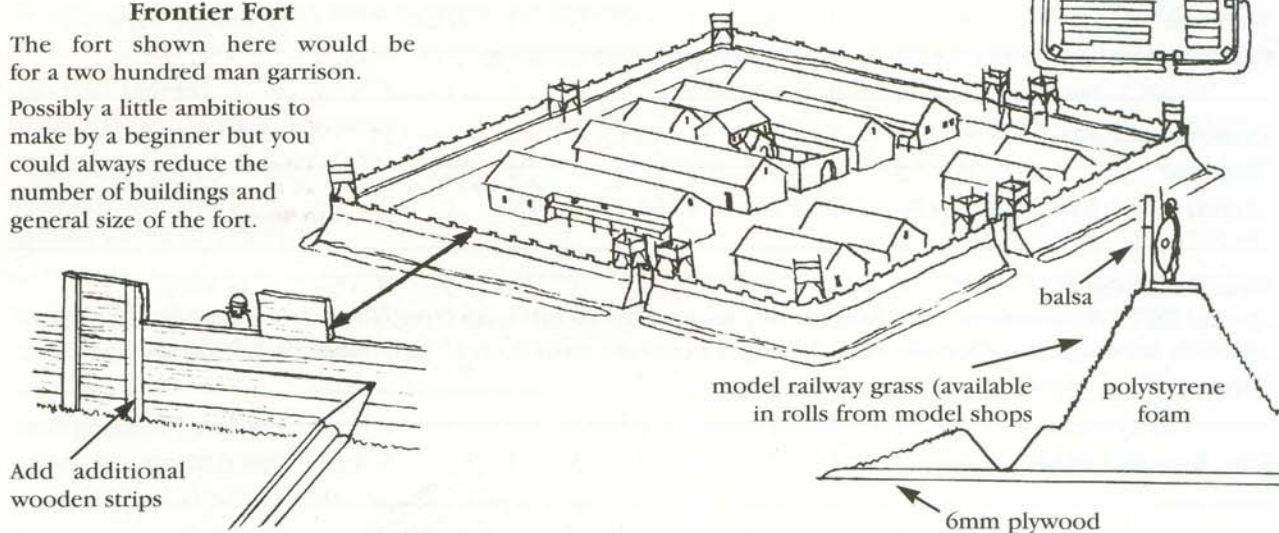 Frontier Fort
The fort shown here would be
for a two hundred man garrison.
Possibly a little ambitious to
make by a beginner but you
could always reduce the
number of buildings and
general size of the fort.
Add additional
wooden strips
balsa
model railway grass (available
in rolls from model shops
polystyrene
foam
6mm plywood